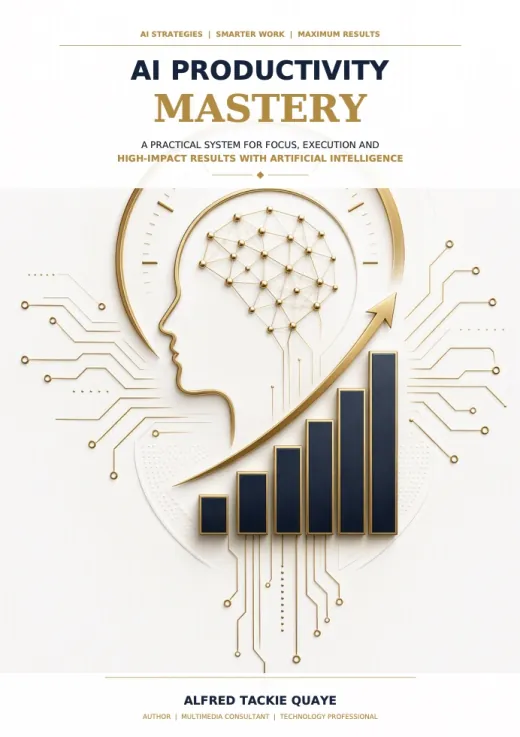 AI STRATEGIES | SMARTER WORK | MAXIMUM RESULTS
AI PRODUCTIVITY
MASTERY
A PRACTICAL SYSTEM FOR FOCUS, EXECUTION AND
HIGH-IMPACT RESULTS WITH ARTIFICIAL INTELLIGENCE
ALFRED TACKIE QUAYE
AUTHOR | MULTIMEDIA CONSULTANT | TECHNOLOGY PROFESSIONAL